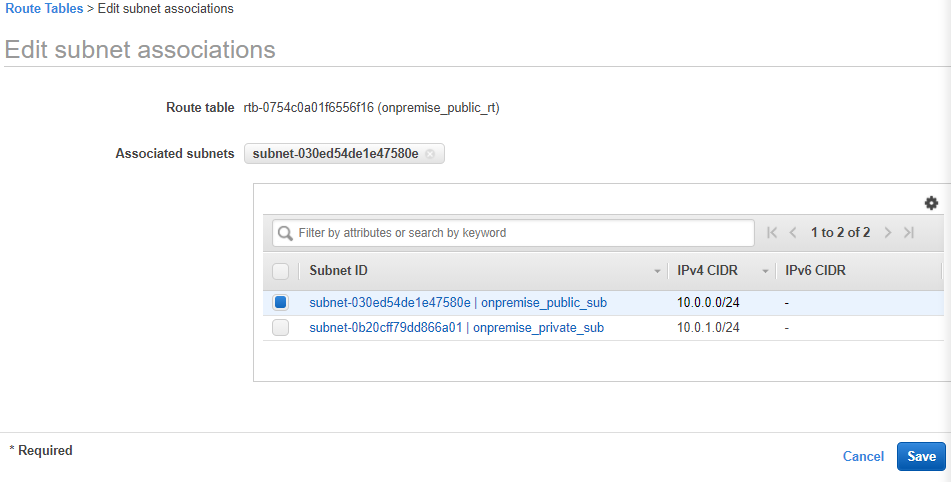 Route Tables > Edit subnet associations
Edit subnet associations
Route table rtb-0754c0a01f6556f16 (onpremise_public_rt)
Associated subnets subnet-030ed54de1e47580e
Filter by attributes or search by keyword 1 to 2 of 2
Subnet ID IPv4 CIDR IPv6 CIDR
subnet-030ed54de1e47580e | onpremise_public_sub 10.0.0.0/24 -
subnet-0b20cff79dd866a01 | onpremise_private_sub 10.0.1.0/24 -
* Required
Cancel Save